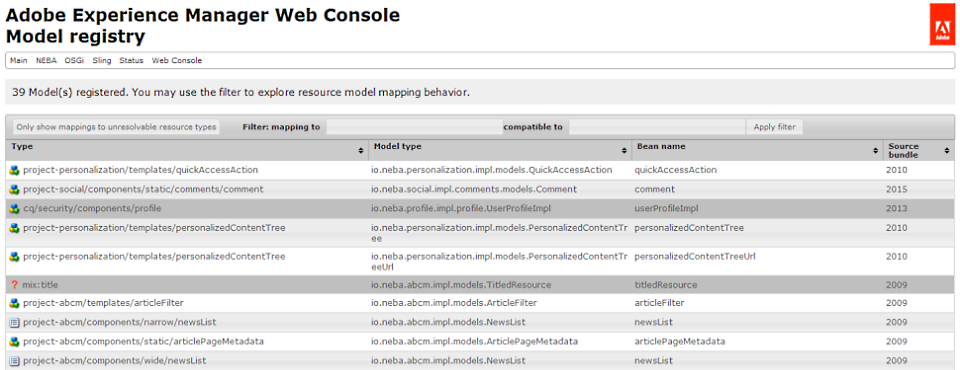 Adobe Experience Manager Web Console
Model registry
Adobe
Main NEBA OSGi Sling Status Web Console
39 Model(s) registered. You may use the filter to explore resource model mapping behavior.
Only show mappings to unresolvable resource types Filter: mapping to compatible to Apply filter
Type Model type Bean name Source bundle
project-personalization/templates/quickAccessAction io.neba.personalization.impl.models.QuickAccessAction quickAccessAction 2010
project-social/components/static/comments/comment io.neba.social.impl.comments.models.Comment comment 2015
cq/security/components/profile io.neba.profile.impl.profile.UserProfileImpl userProfileImpl 2013
project-personalization/templates/personalizedContentTree io.neba.personalization.impl.models.PersonalizedContentTr personalizedContentTree 2010
ee
project-personalization/templates/personalizedContentTree io.neba.personalization.impl.models.PersonalizedContentTr personalizedContentTreeUrl 2010
eeUrl
? mix:title io.neba.abcm.impl.models.TitledResource titledResource 2009
project-abcm/templates/articleFilter io.neba.abcm.impl.models.ArticleFilter articleFilter 2009
project-abcm/components/narrow/newsList io.neba.abcm.impl.models.NewsList newsList 2009
project-abcm/components/static/articlePageMetadata io.neba.abcm.impl.models.ArticlePageMetadata articlePageMetadata 2009
project-abcm/components/wide/newsList io.neba.abcm.impl.models.NewsList newsList 2009